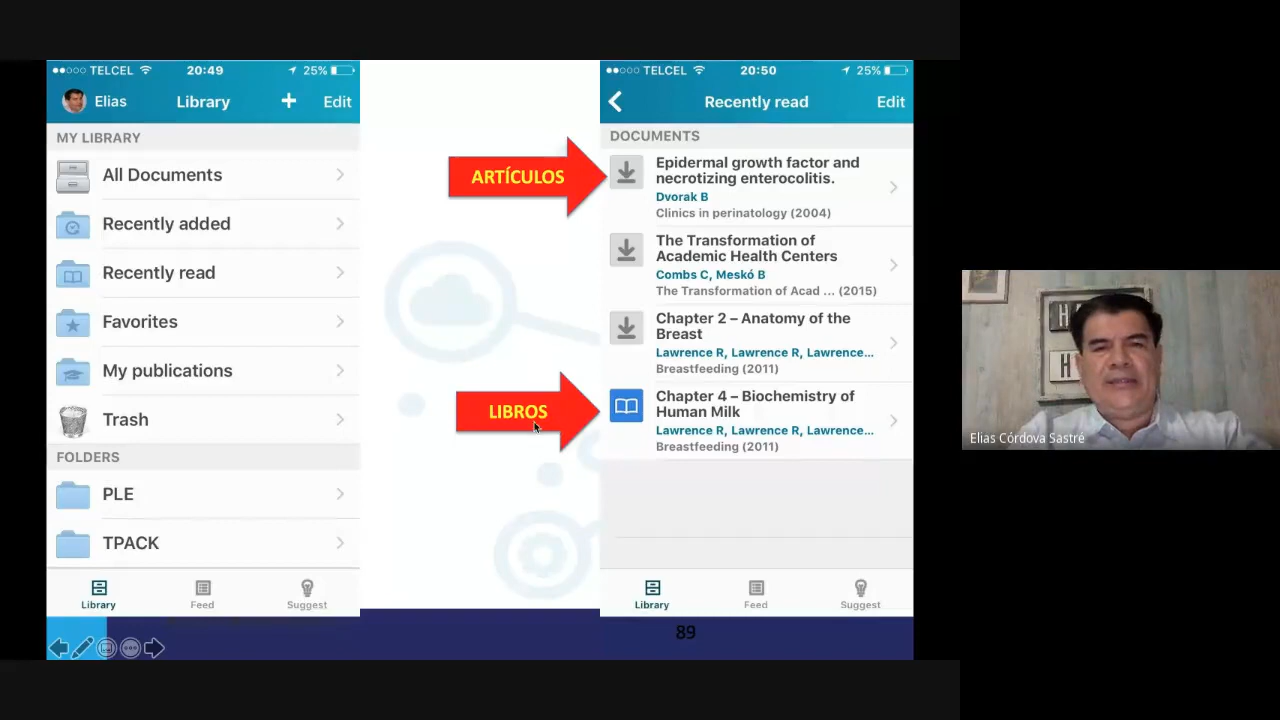 TELCEL 20:49 25%
Elias Library + Edit
MY LIBRARY
All Documents
Recently added
Recently read
Favorites
My publications
Trash
FOLDERS
PLE
TPACK
Library Feed Suggest
ARTÍCULOS
LIBROS
TELCEL 20:50 25%
Recently read Edit
DOCUMENTS
Epidermal growth factor and
necrotizing enterocolitis.
Dvorak B
Clinics in perinatology (2004)
The Transformation of
Academic Health Centers
Combs C, Meskó B
The Transformation of Acad ... (2015)
Chapter 2 – Anatomy of the
Breast
Lawrence R, Lawrence R, Lawrence...
Breastfeeding (2011)
Chapter 4 – Biochemistry of
Human Milk
Lawrence R, Lawrence R, Lawrence...
Breastfeeding (2011)
Library Feed Suggest
89
Elias Córdova Sastré